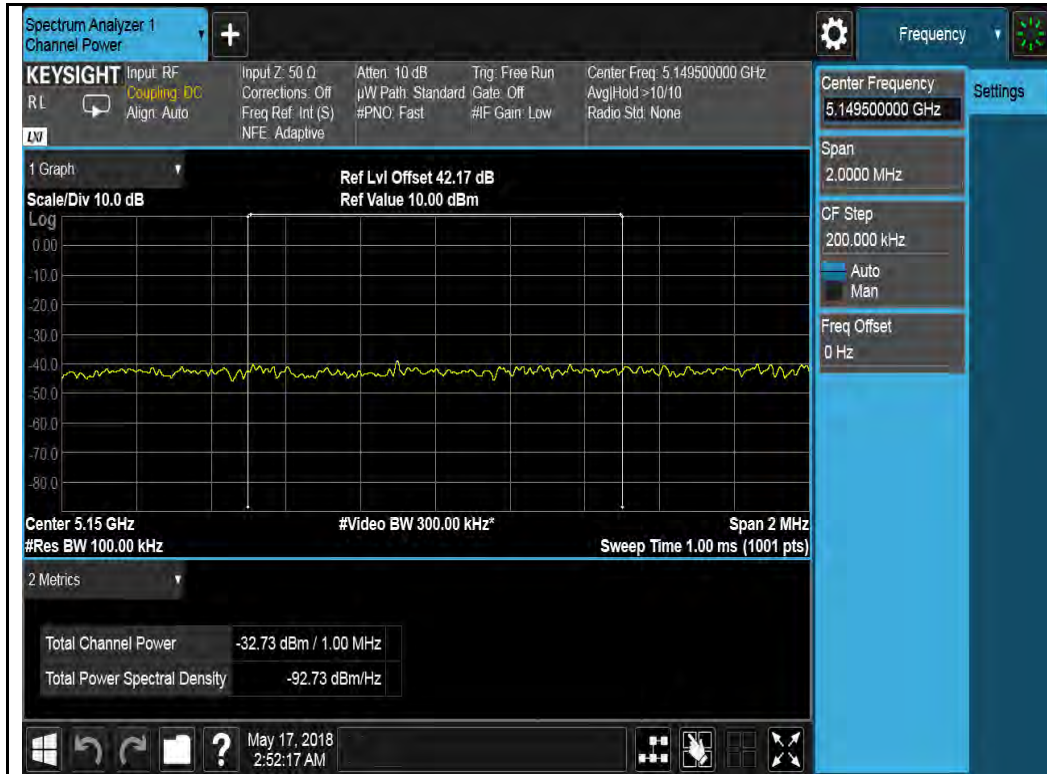 Spectrum Analyzer 1
Channel Power
+
Frequency
KEYSIGHT
RL
LXI
Input: RF
Coupling: DC
Align: Auto
Input Z: 50 Ω
Corrections: Off
Freq Ref: Int (S)
NFE: Adaptive
Atten: 10 dB
µW Path: Standard
#PNO: Fast
Trig: Free Run
Gate: Off
#IF Gain: Low
Center Freq: 5.149500000 GHz
Avg|Hold:>10/10
Radio Std: None
Center Frequency
5.149500000 GHz
Settings
Span
2.0000 MHz
CF Step
200.000 kHz
Auto
Man
Freq Offset
0 Hz
1 Graph
Scale/Div 10.0 dB
Ref Lvl Offset 42.17 dB
Ref Value 10.00 dBm
Log
0.00
-10.0
-20.0
-30.0
-40.0
-50.0
-60.0
-70.0
-80.0
Center 5.15 GHz
#Video BW 300.00 kHz*
Span 2 MHz
#Res BW 100.00 kHz
Sweep Time 1.00 ms (1001 pts)
2 Metrics
Total Channel Power
-32.73 dBm / 1.00 MHz
Total Power Spectral Density
-92.73 dBm/Hz
?
May 17, 2018
2:52:17 AM